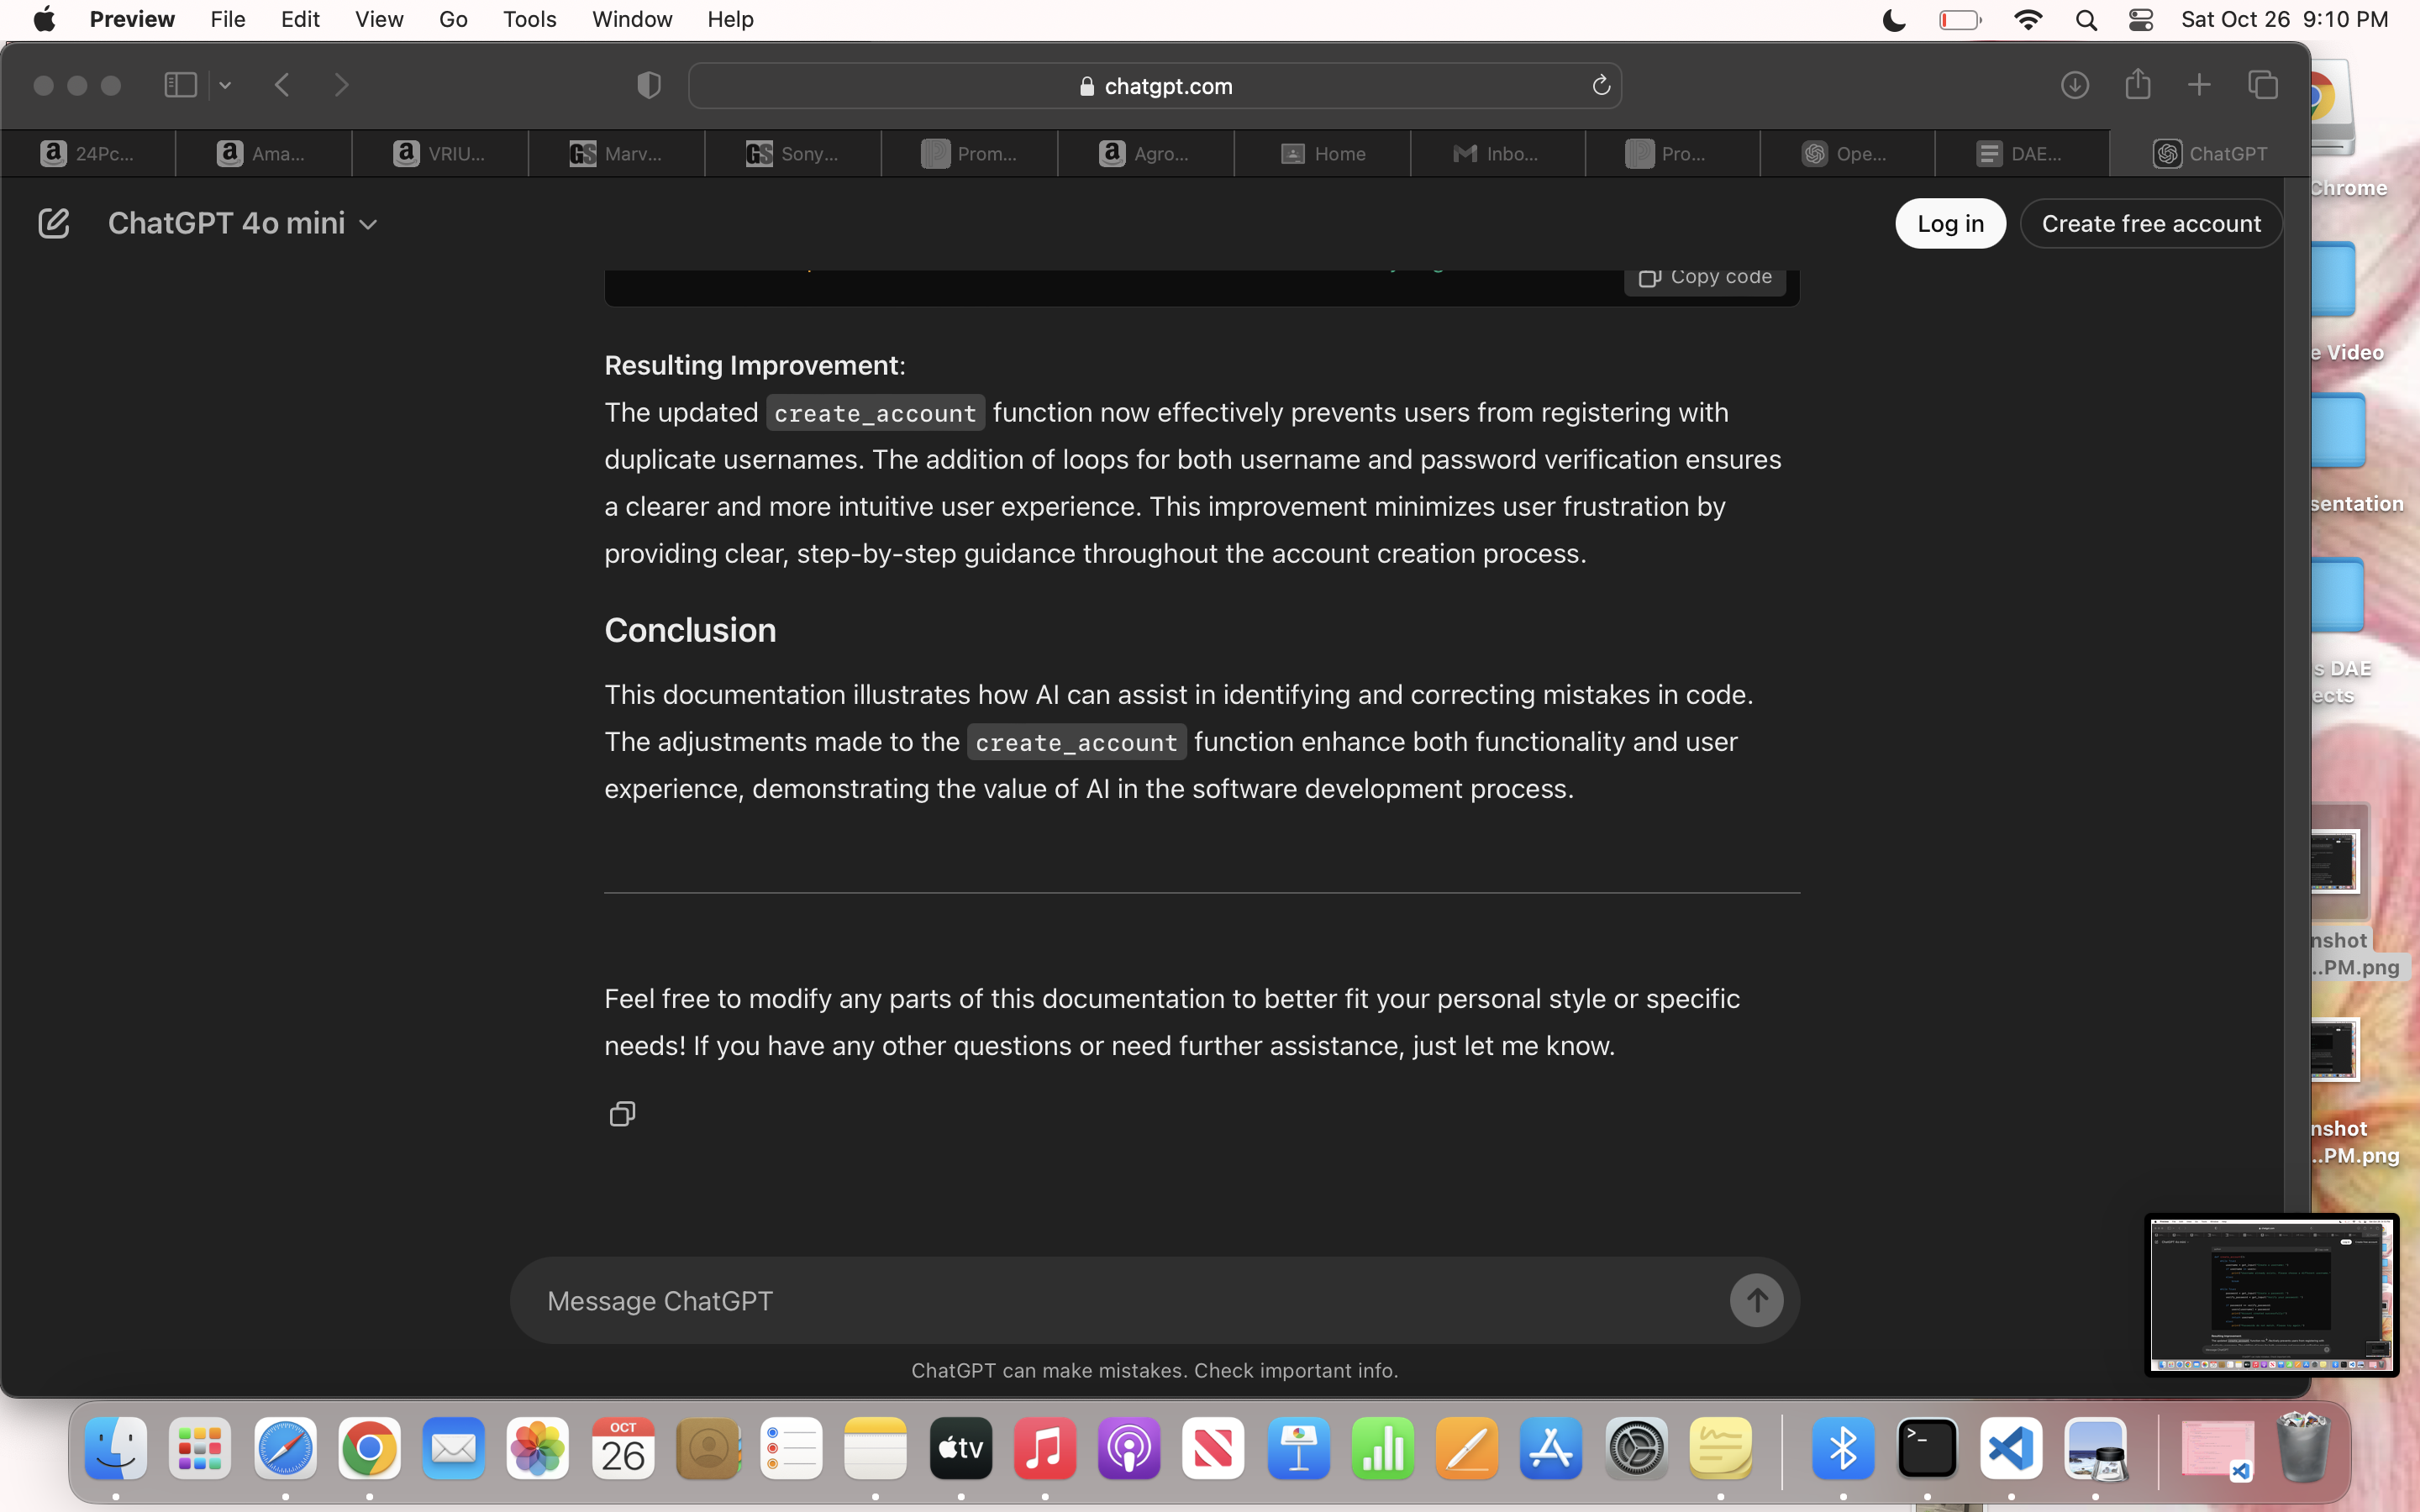 Preview File Edit View Go Tools Window Help Sat Oct 26 9:10 PM
chatgpt.com
24Pc... Ama... VRIU... GS Marv... GS Sony... Prom... Agro... Home Inbo... Pro... Ope... DAE... ChatGPT
ChatGPT 4o mini Log in Create free account
Copy code
Resulting Improvement:
The updated create_account function now effectively prevents users from registering with
duplicate usernames. The addition of loops for both username and password verification ensures
a clearer and more intuitive user experience. This improvement minimizes user frustration by
providing clear, step-by-step guidance throughout the account creation process.
Conclusion
This documentation illustrates how AI can assist in identifying and correcting mistakes in code.
The adjustments made to the create_account function enhance both functionality and user
experience, demonstrating the value of AI in the software development process.
Feel free to modify any parts of this documentation to better fit your personal style or specific
needs! If you have any other questions or need further assistance, just let me know.
Message ChatGPT
ChatGPT can make mistakes. Check important info.
Chrome
e Video
sentation
s DAE
ects
nshot
...PM.png
nshot
...PM.png
OCT
26
tv